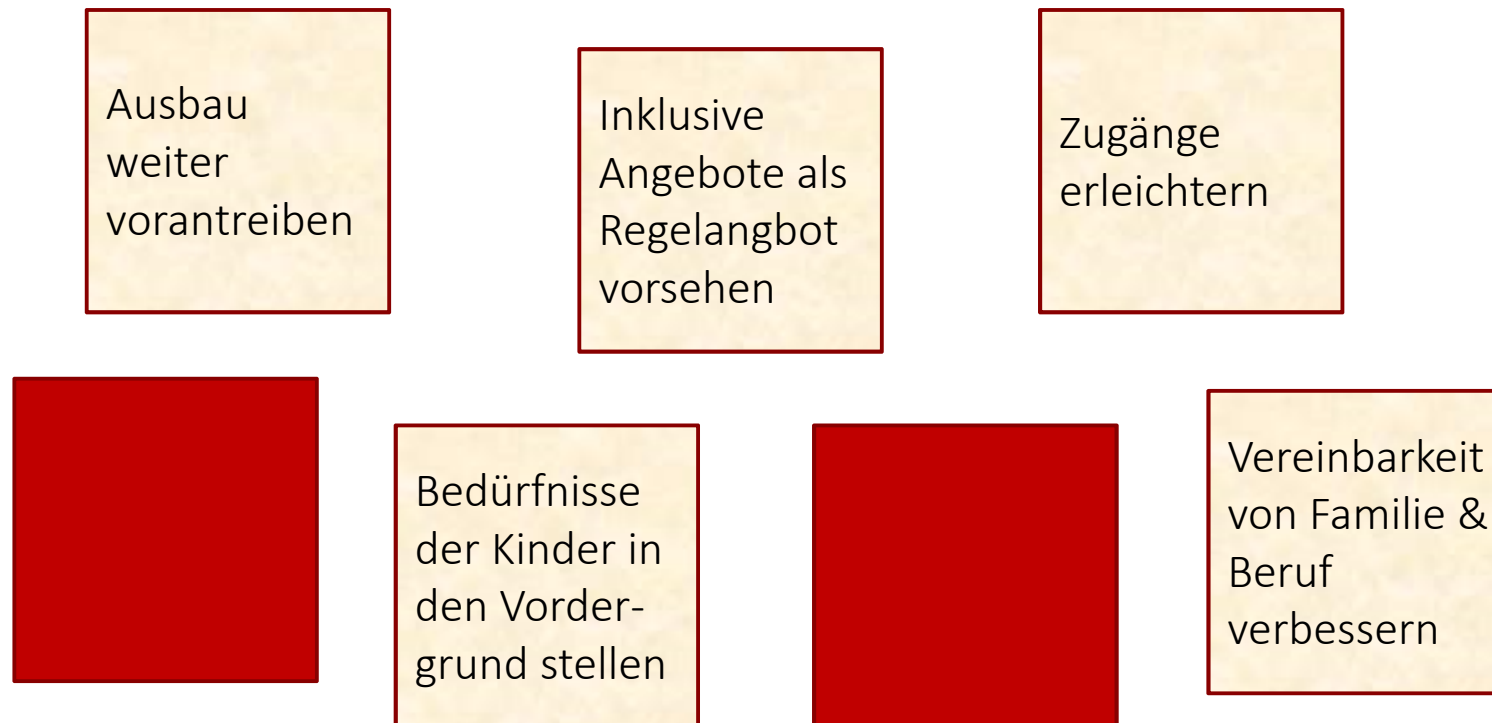 Ausbau
weiter
vorantreiben
Inklusive
Angebote als
Regelangbot
vorsehen
Zugänge
erleichtern
Bedürfnisse
der Kinder in
den Vorder-
grund stellen
Vereinbarkeit
von Familie &
Beruf
verbessern